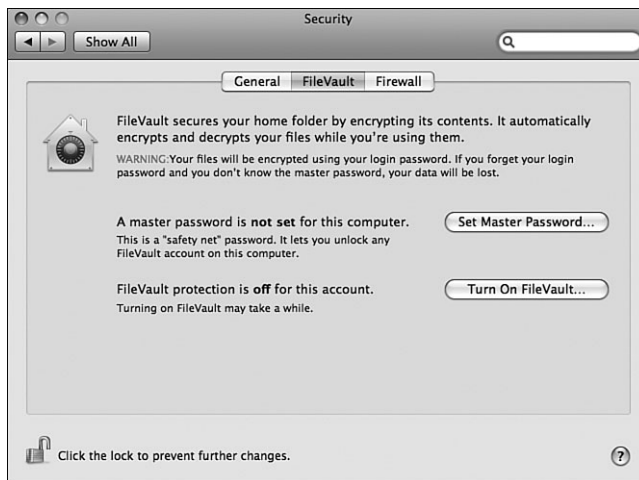 Security
Show All
General FileVault Firewall
FileVault secures your home folder by encrypting its contents. It automatically
encrypts and decrypts your files while you're using them.
WARNING:Your files will be encrypted using your login password. If you forget your login
password and you don't know the master password, your data will be lost.
A master password is not set for this computer.
Set Master Password...
This is a "safety net" password. It lets you unlock any
FileVault account on this computer.
FileVault protection is off for this account.
Turn On FileVault...
Turning on FileVault may take a while.
Click the lock to prevent further changes.
?